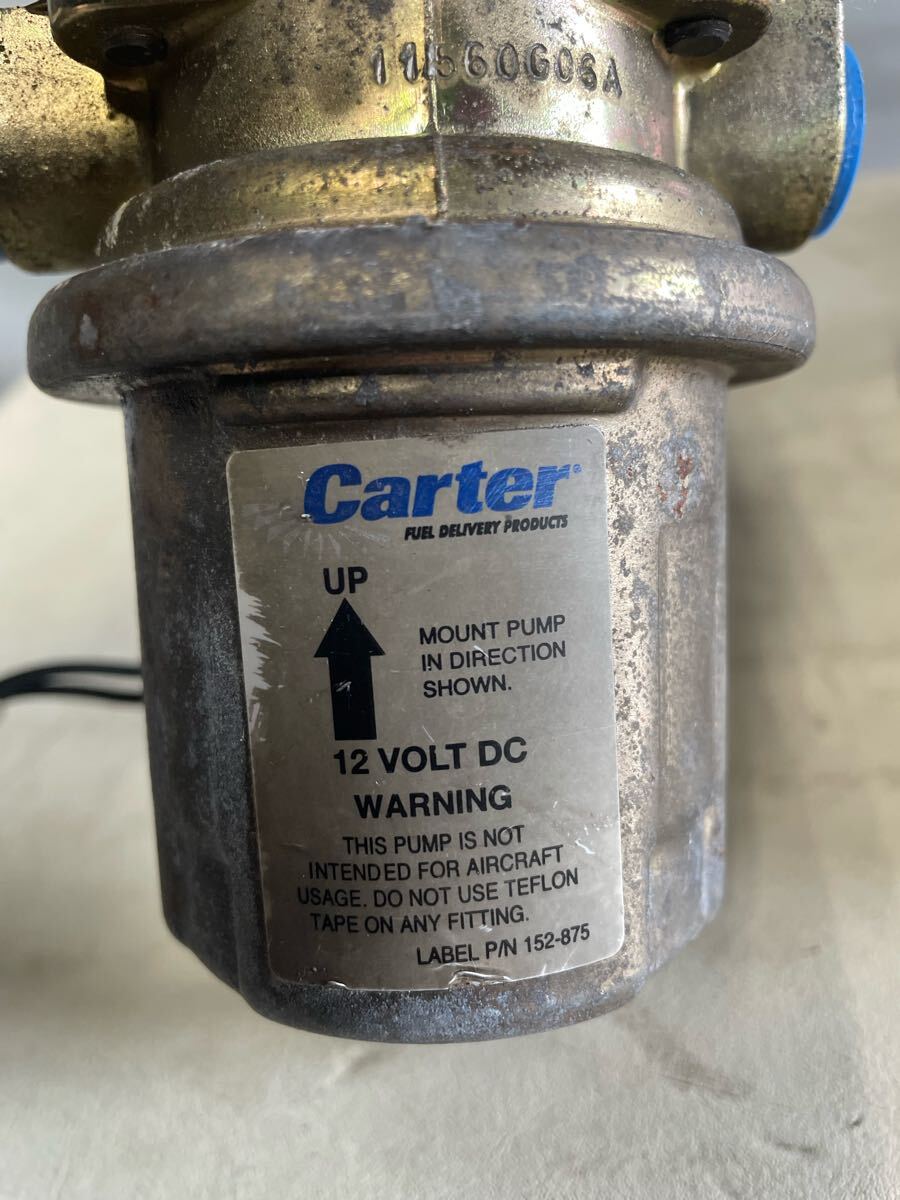 11560G06A
Carter®
FUEL DELIVERY PRODUCTS
UP
MOUNT PUMP
IN DIRECTION
SHOWN.
12 VOLT DC
WARNING
THIS PUMP IS NOT
INTENDED FOR AIRCRAFT
USAGE. DO NOT USE TEFLON
TAPE ON ANY FITTING.
LABEL P/N 152-875